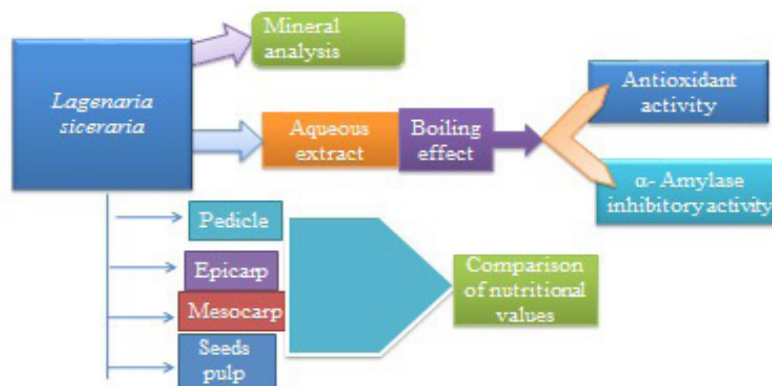 Mineral
analysis
Lagenaria
siceraria
Aqueous
extract
Boiling
effect
Antioxidant
activity
α- Amylase
inhibitory activity
Pedicle
Epicarp
Mesocarp
Seeds
pulp
Comparison
of nutritional
values